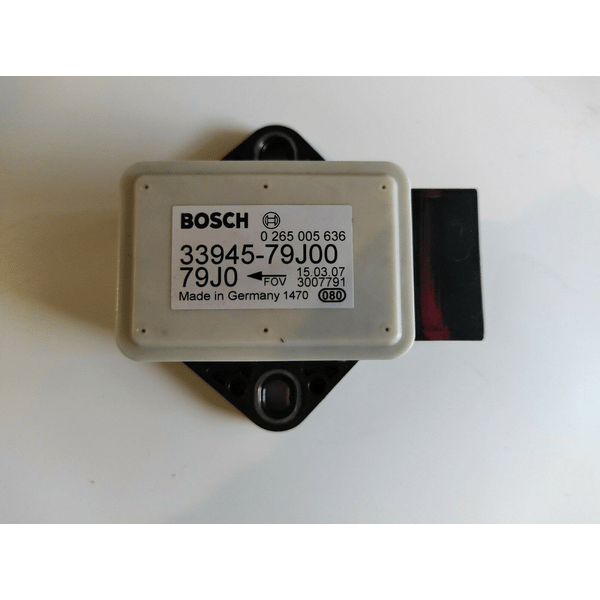 BOSCH
0 265 005 636
33945-79J00
79J0 ← FOV 15.03.07
3007791
Made in Germany 1470 080